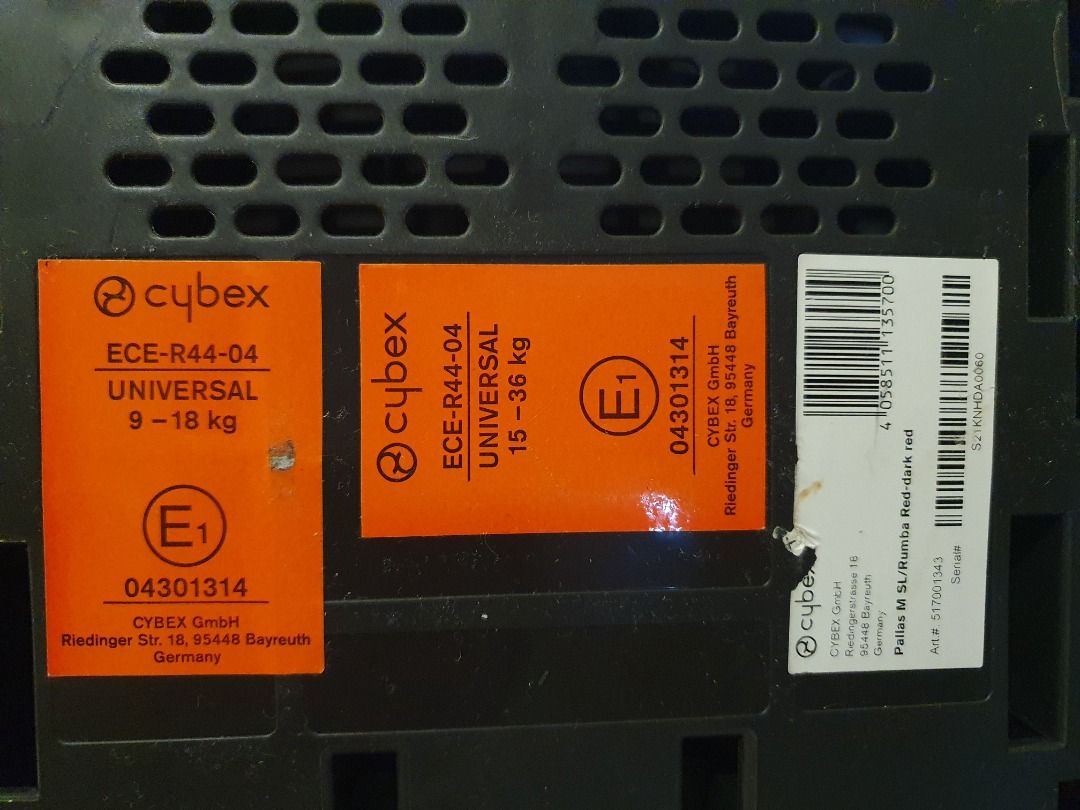 cybex
ECE-R44-04
UNIVERSAL
9 – 18 kg
E1
04301314
CYBEX GmbH
Riedinger Str. 18, 95448 Bayreuth
Germany
cybex
ECE-R44-04
UNIVERSAL
15 – 36 kg
E1
04301314
CYBEX GmbH
Riedinger Str. 18, 95448 Bayreuth
Germany
4 058511 135700
cybex
CYBEX GmbH
Riedingerstrasse 18
95448 Bayreuth
Germany
Pallas M SL/Rumba Red-dark red
Art.# 517001343
Serial# S21KNHDA0060